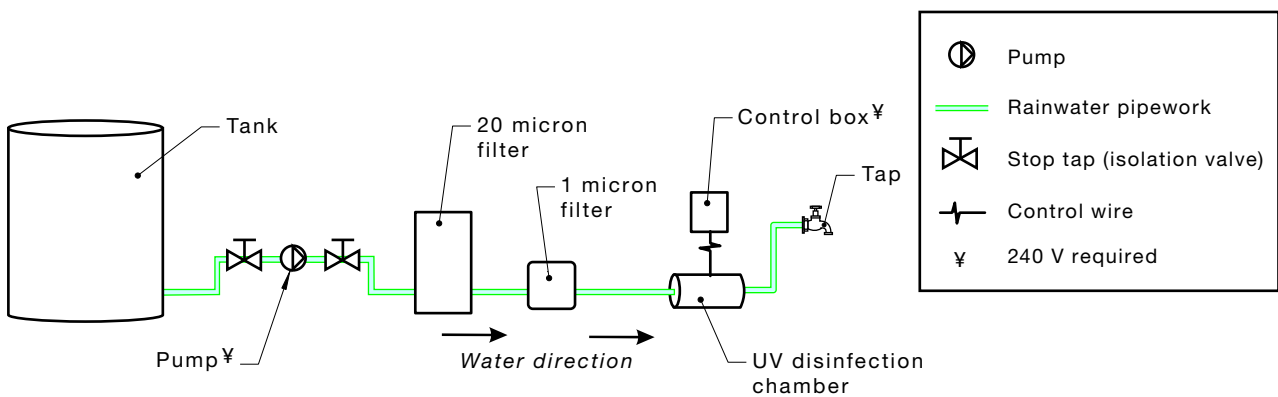 Tank
20 micron
filter
1 micron
filter
Control box ¥
Tap
Pump ¥
Water direction
UV disinfection
chamber
Pump
Rainwater pipework
Stop tap (isolation valve)
Control wire
¥ 240 V required